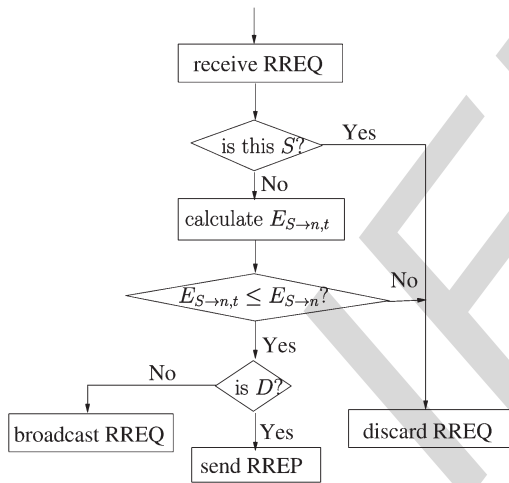 receive RREQ
is this S?
Yes
No
calculate E_{S→n,t}
E_{S→n,t} ≤ E_{S→n}?
No
Yes
is D?
No
Yes
broadcast RREQ
send RREP
discard RREQ